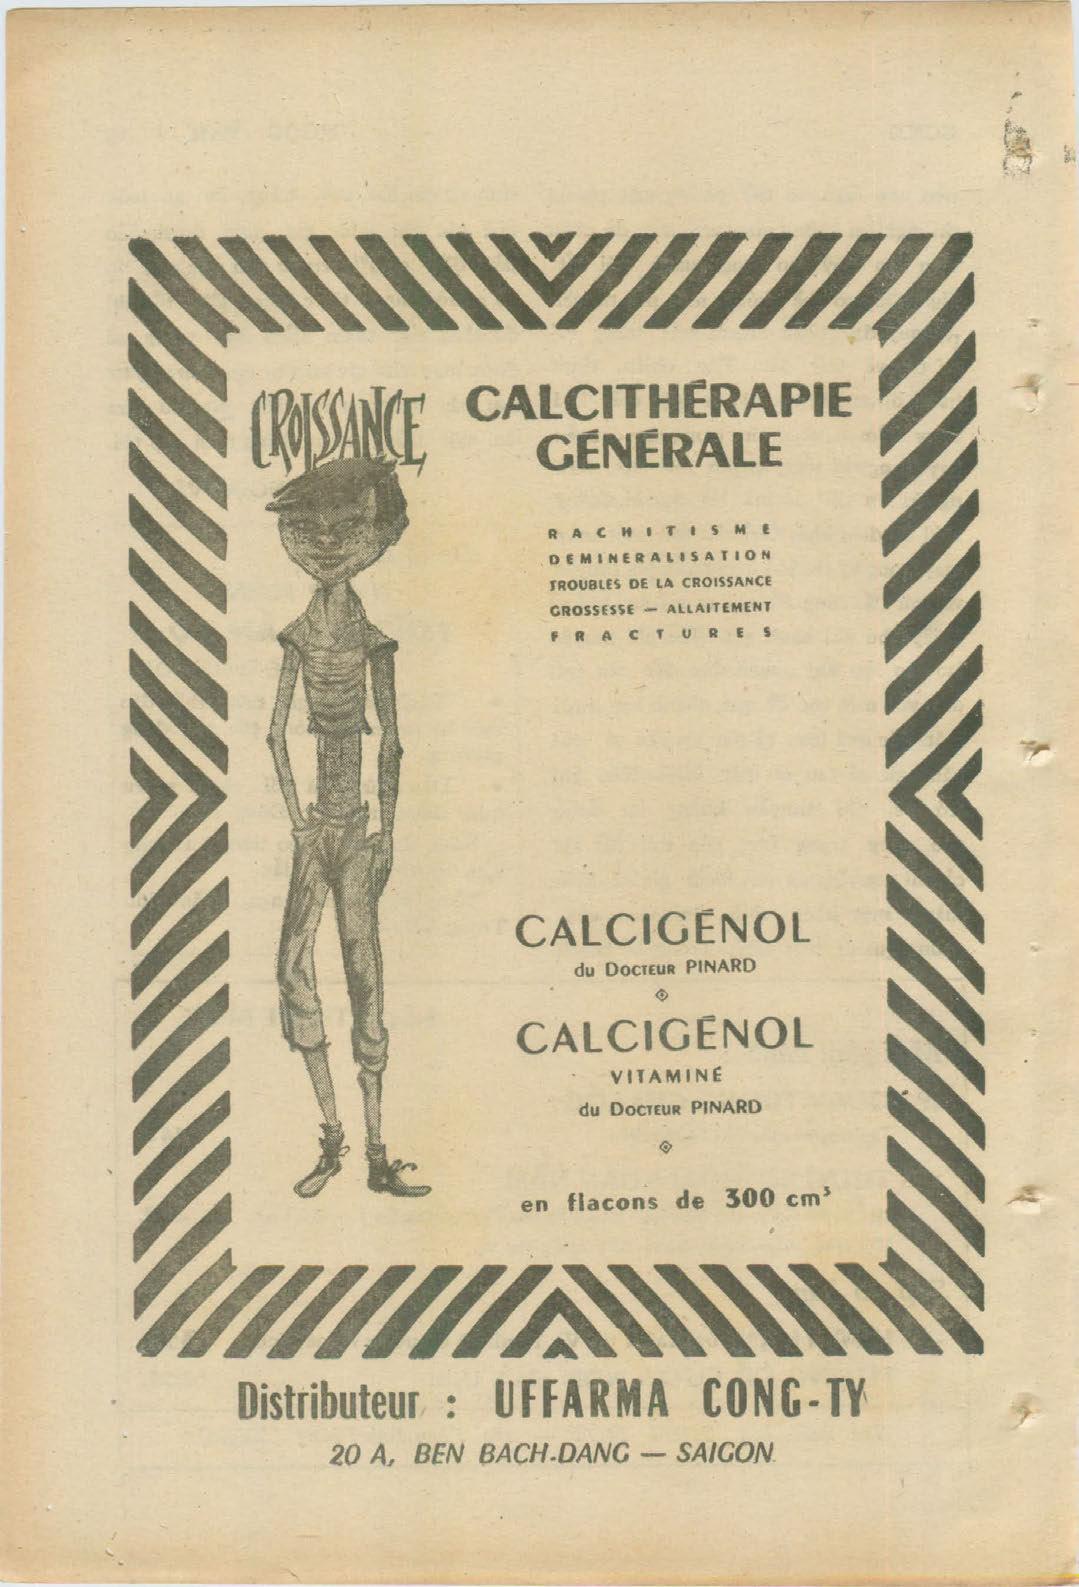 CROISSANCE
CALCITHÉRAPIE
GÉNÉRALE
RACHITISME
DEMINERALISATION
TROUBLES DE LA CROISSANCE
GROSSESSE — ALLAITEMENT
FRACTURES
CALCIGÉNOL
du DOCTEUR PINARD
CALCIGÉNOL
VITAMINÉ
du DOCTEUR PINARD
en flacons de 300 cm³
Distributeur : UFFARMA CONG-TY
20 A, BEN BACH-DANG — SAIGON